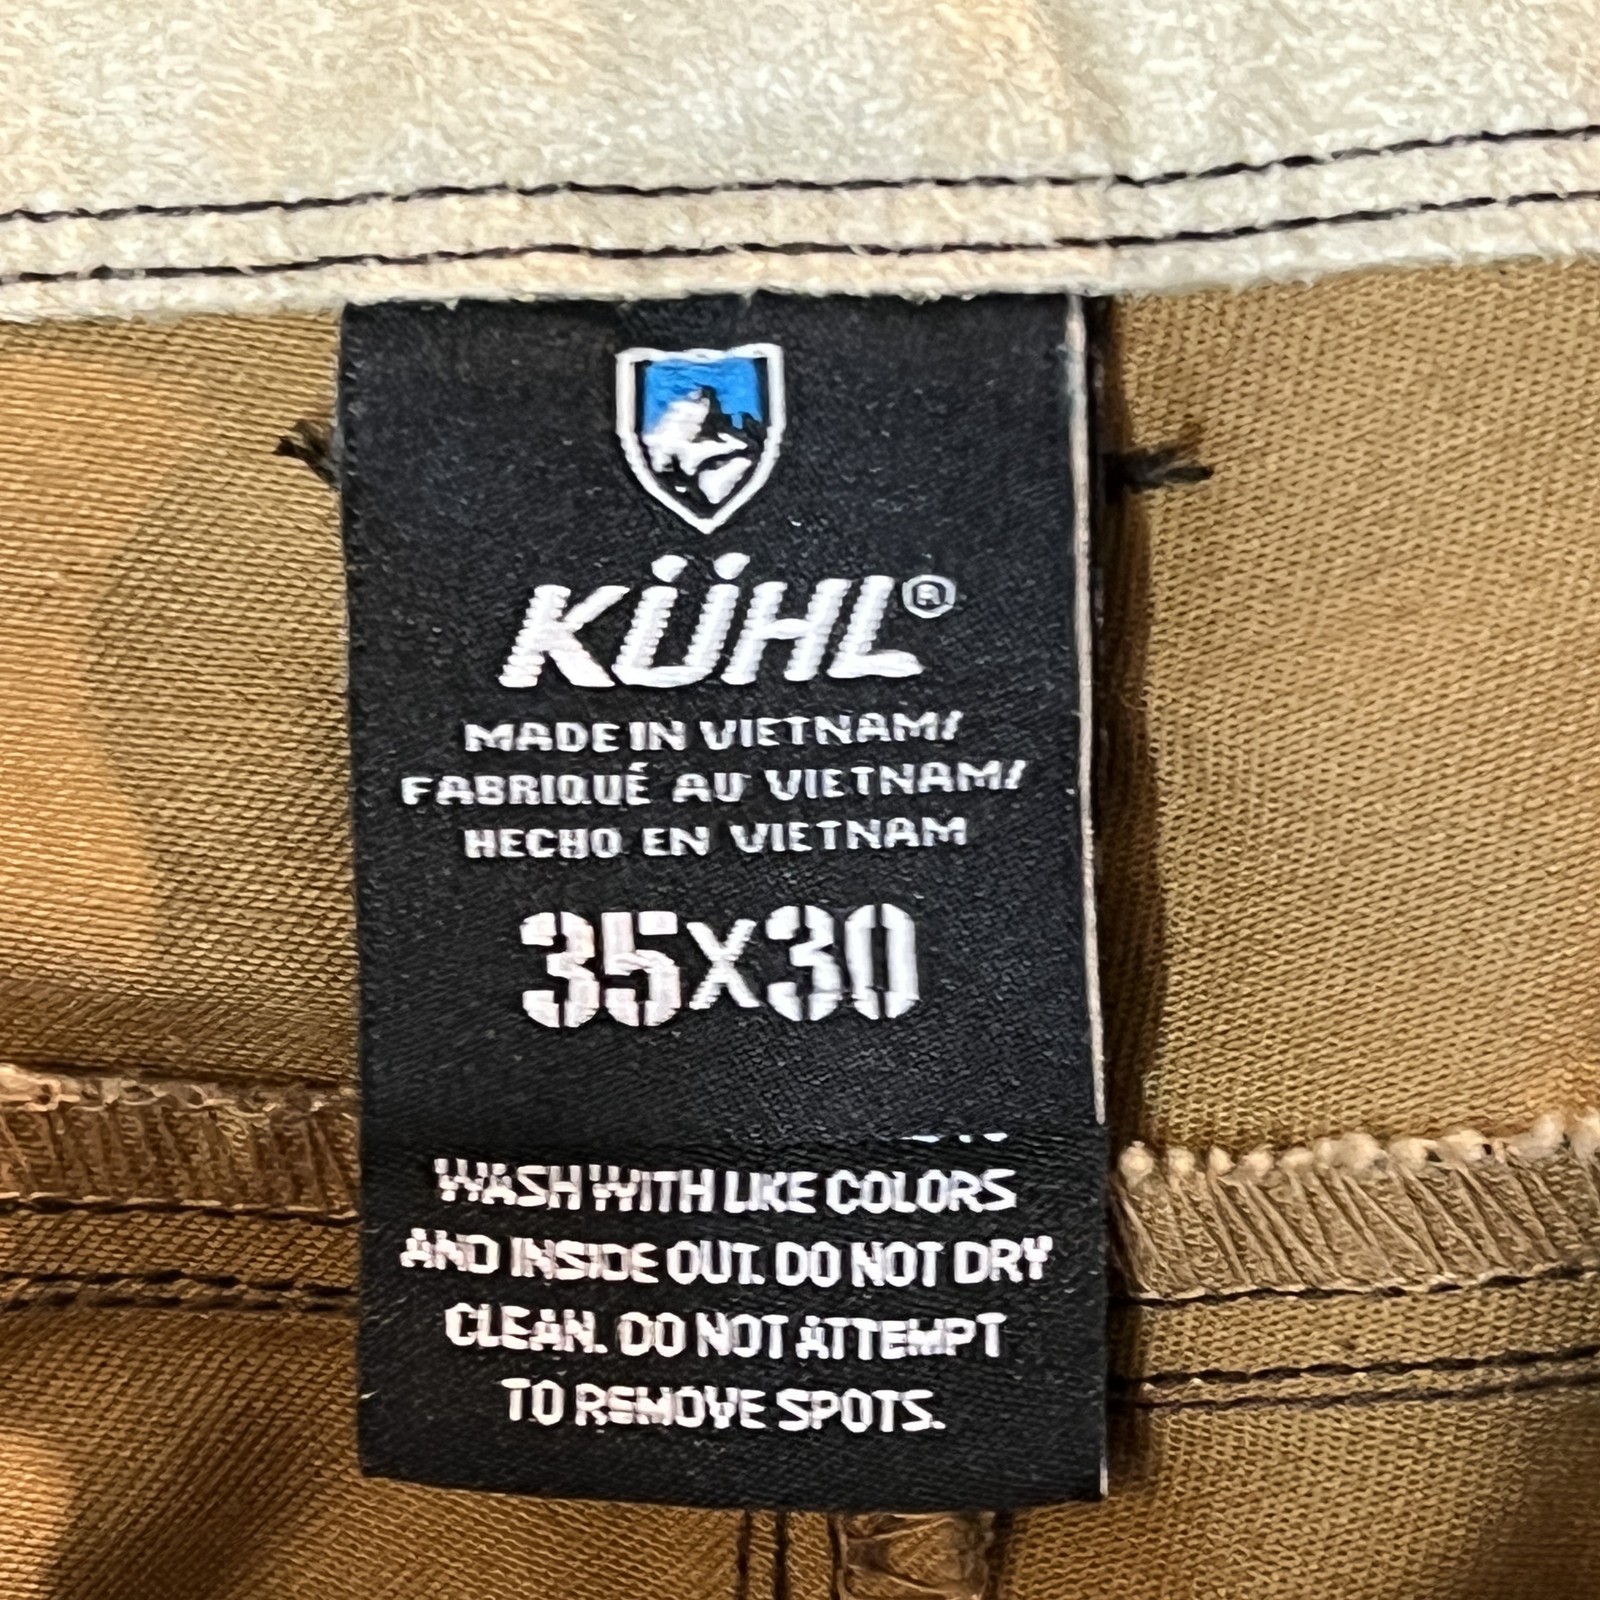 KÜHL®
MADE IN VIETNAM/
FABRIQUÉ AU VIETNAM/
HECHO EN VIETNAM
35X30
WASH WITH LIKE COLORS
AND INSIDE OUT. DO NOT DRY
CLEAN. DO NOT ATTEMPT
TO REMOVE SPOTS.